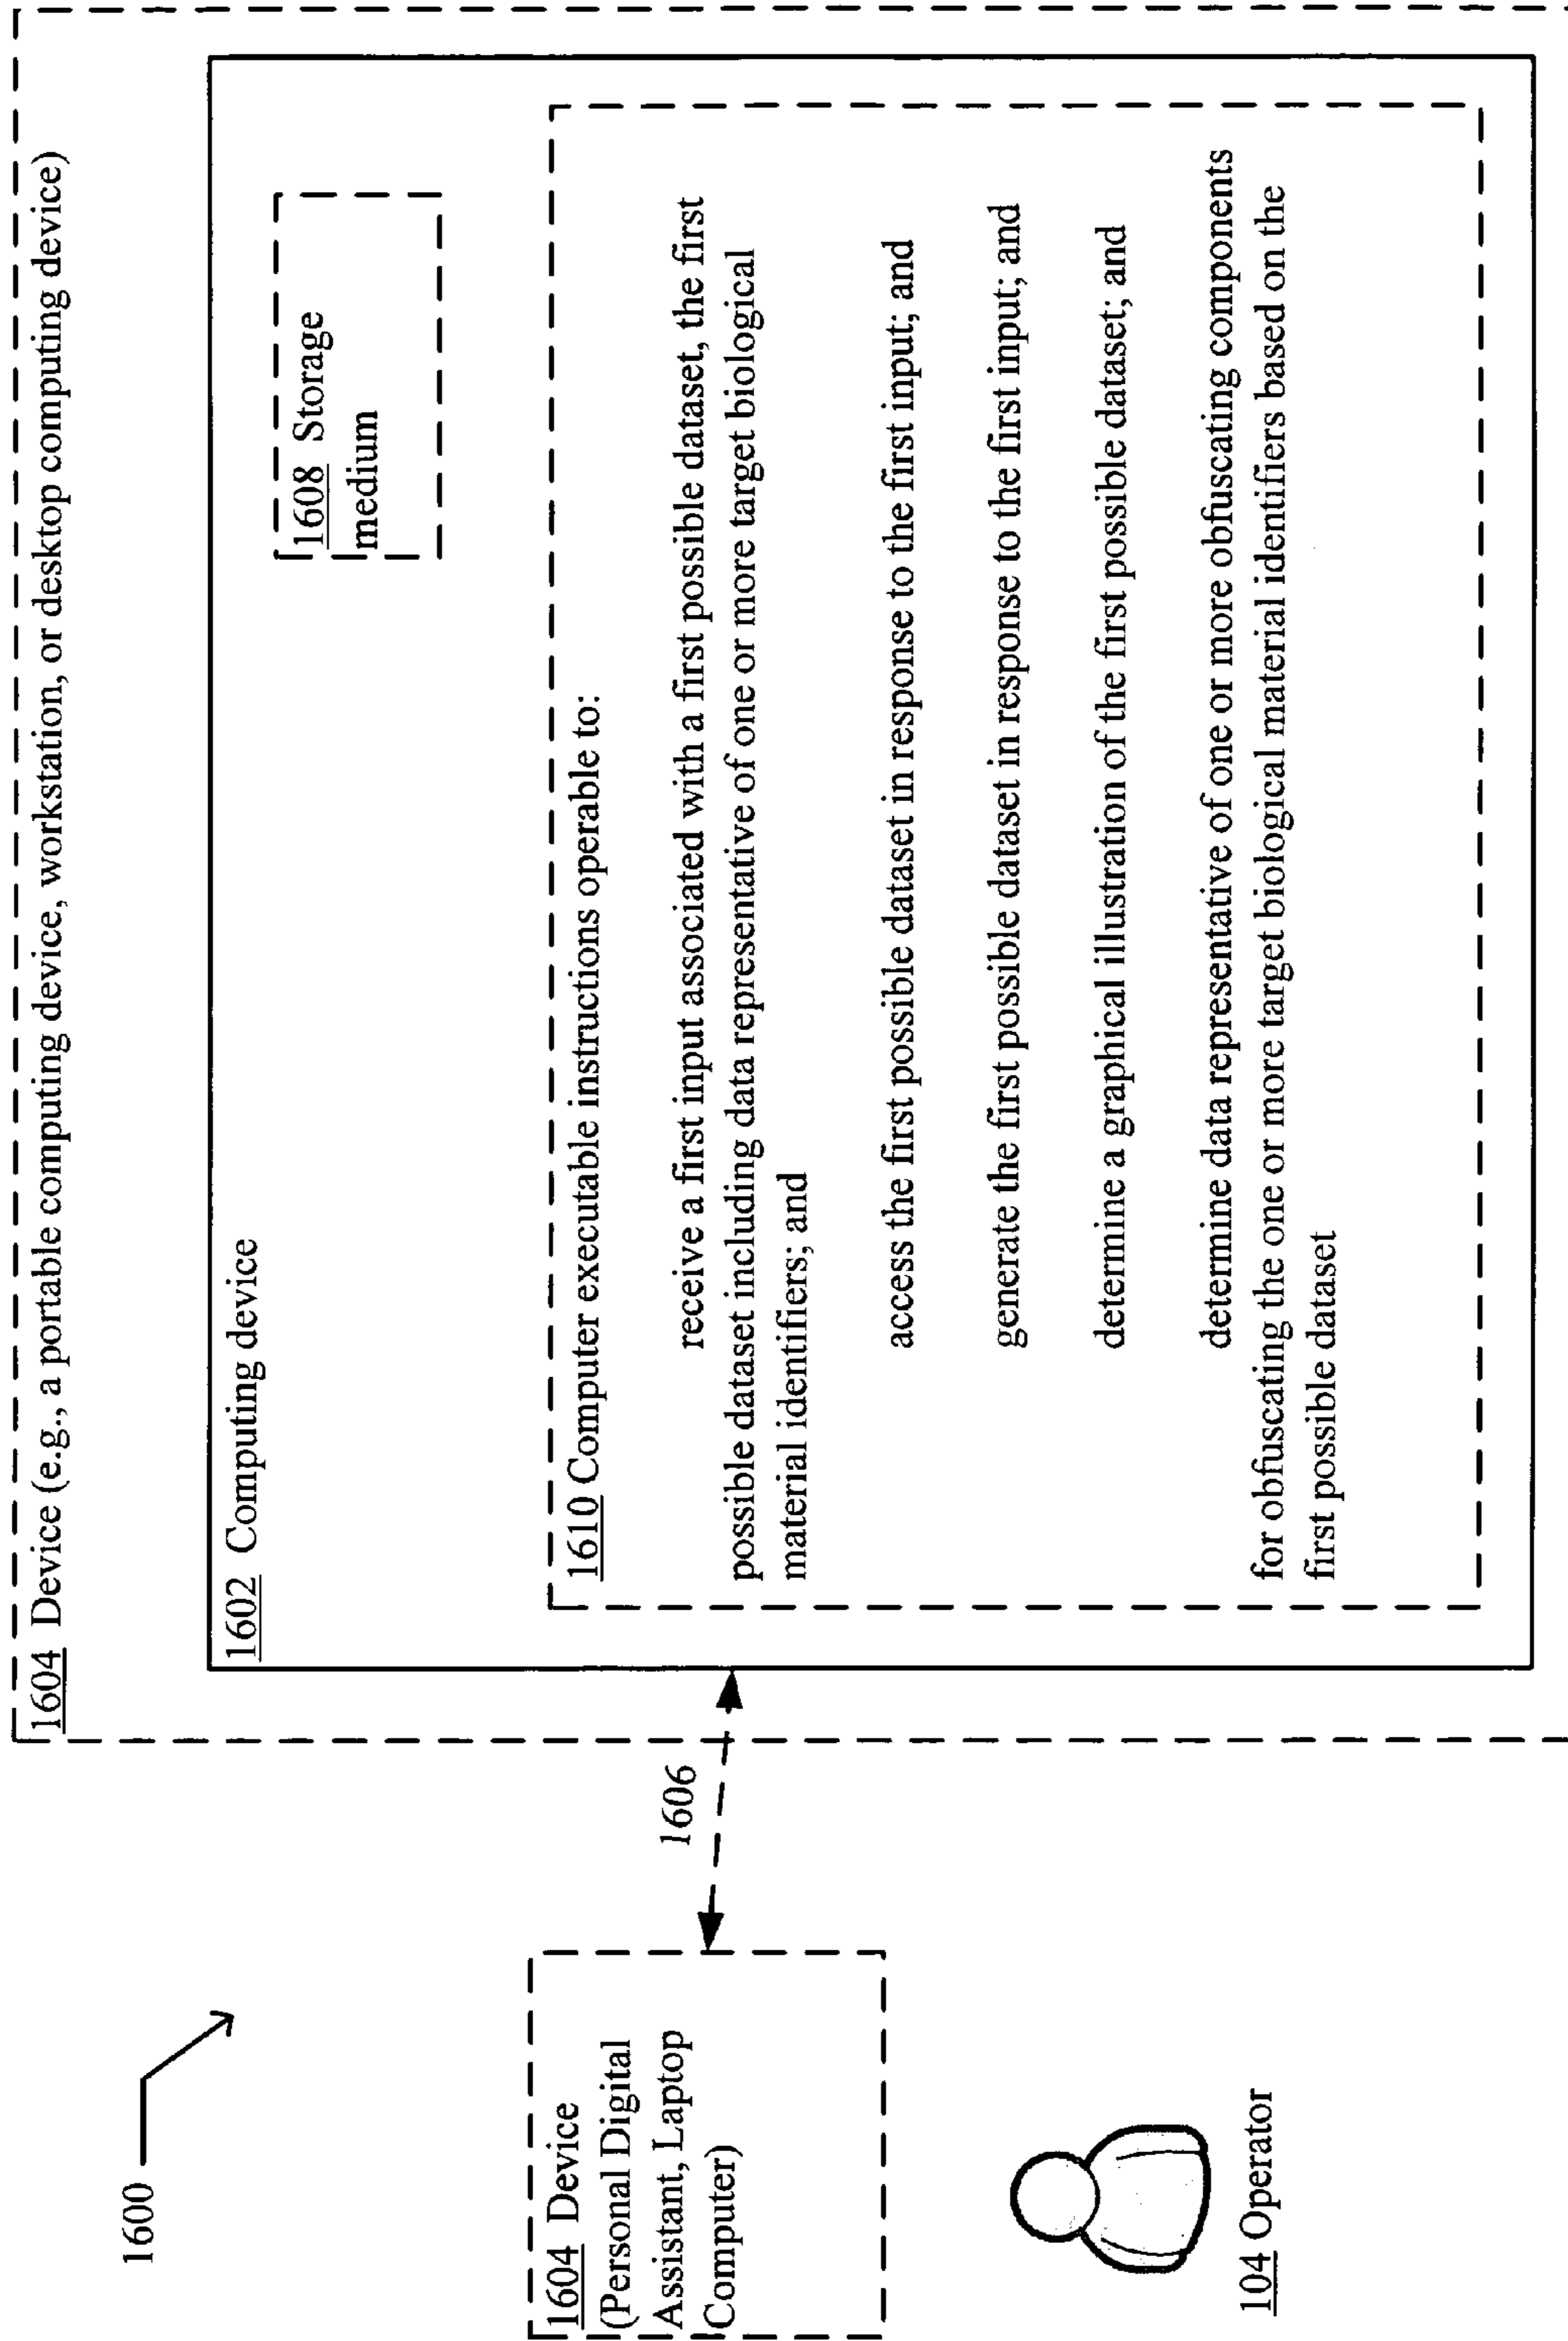 1600
1604 Device
(Personal Digital
Assistant, Laptop
Computer)
104 Operator
1606
1604 Device (e.g., a portable computing device, workstation, or desktop computing device)
1602 Computing device
1608 Storage
medium
1610 Computer executable instructions operable to:
receive a first input associated with a first possible dataset, the first
possible dataset including data representative of one or more target biological
material identifiers; and
access the first possible dataset in response to the first input; and
generate the first possible dataset in response to the first input; and
determine a graphical illustration of the first possible dataset; and
determine data representative of one or more obfuscating components
for obfuscating the one or more target biological material identifiers based on the
first possible dataset